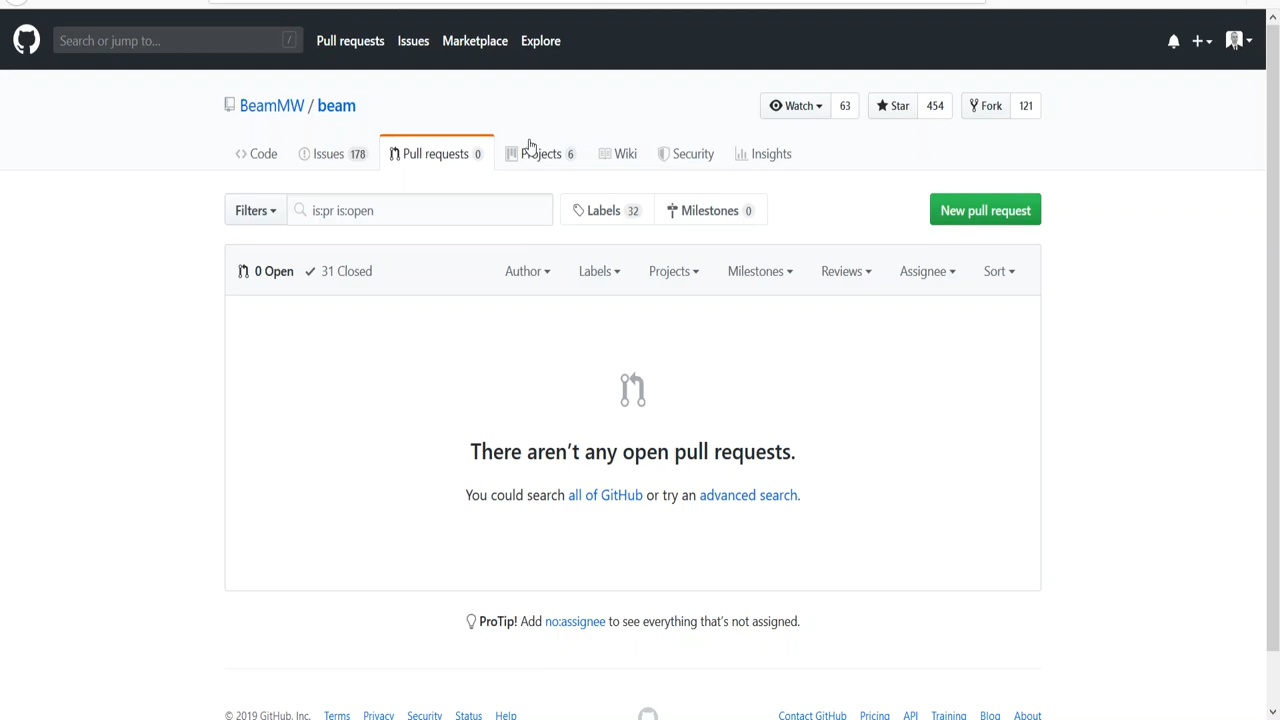 Search or jump to... / Pull requests Issues Marketplace Explore
BeamMW / beam Watch 63 Star 454 Fork 121
Code Issues 178 Pull requests 0 Projects 6 Wiki Security Insights
Filters is:pr is:open Labels 32 Milestones 0 New pull request
0 Open 31 Closed Author Labels Projects Milestones Reviews Assignee Sort
There aren’t any open pull requests.
You could search all of GitHub or try an advanced search.
ProTip! Add no:assignee to see everything that’s not assigned.
© 2019 GitHub, Inc. Terms Privacy Security Status Help Contact GitHub Pricing API Training Blog About